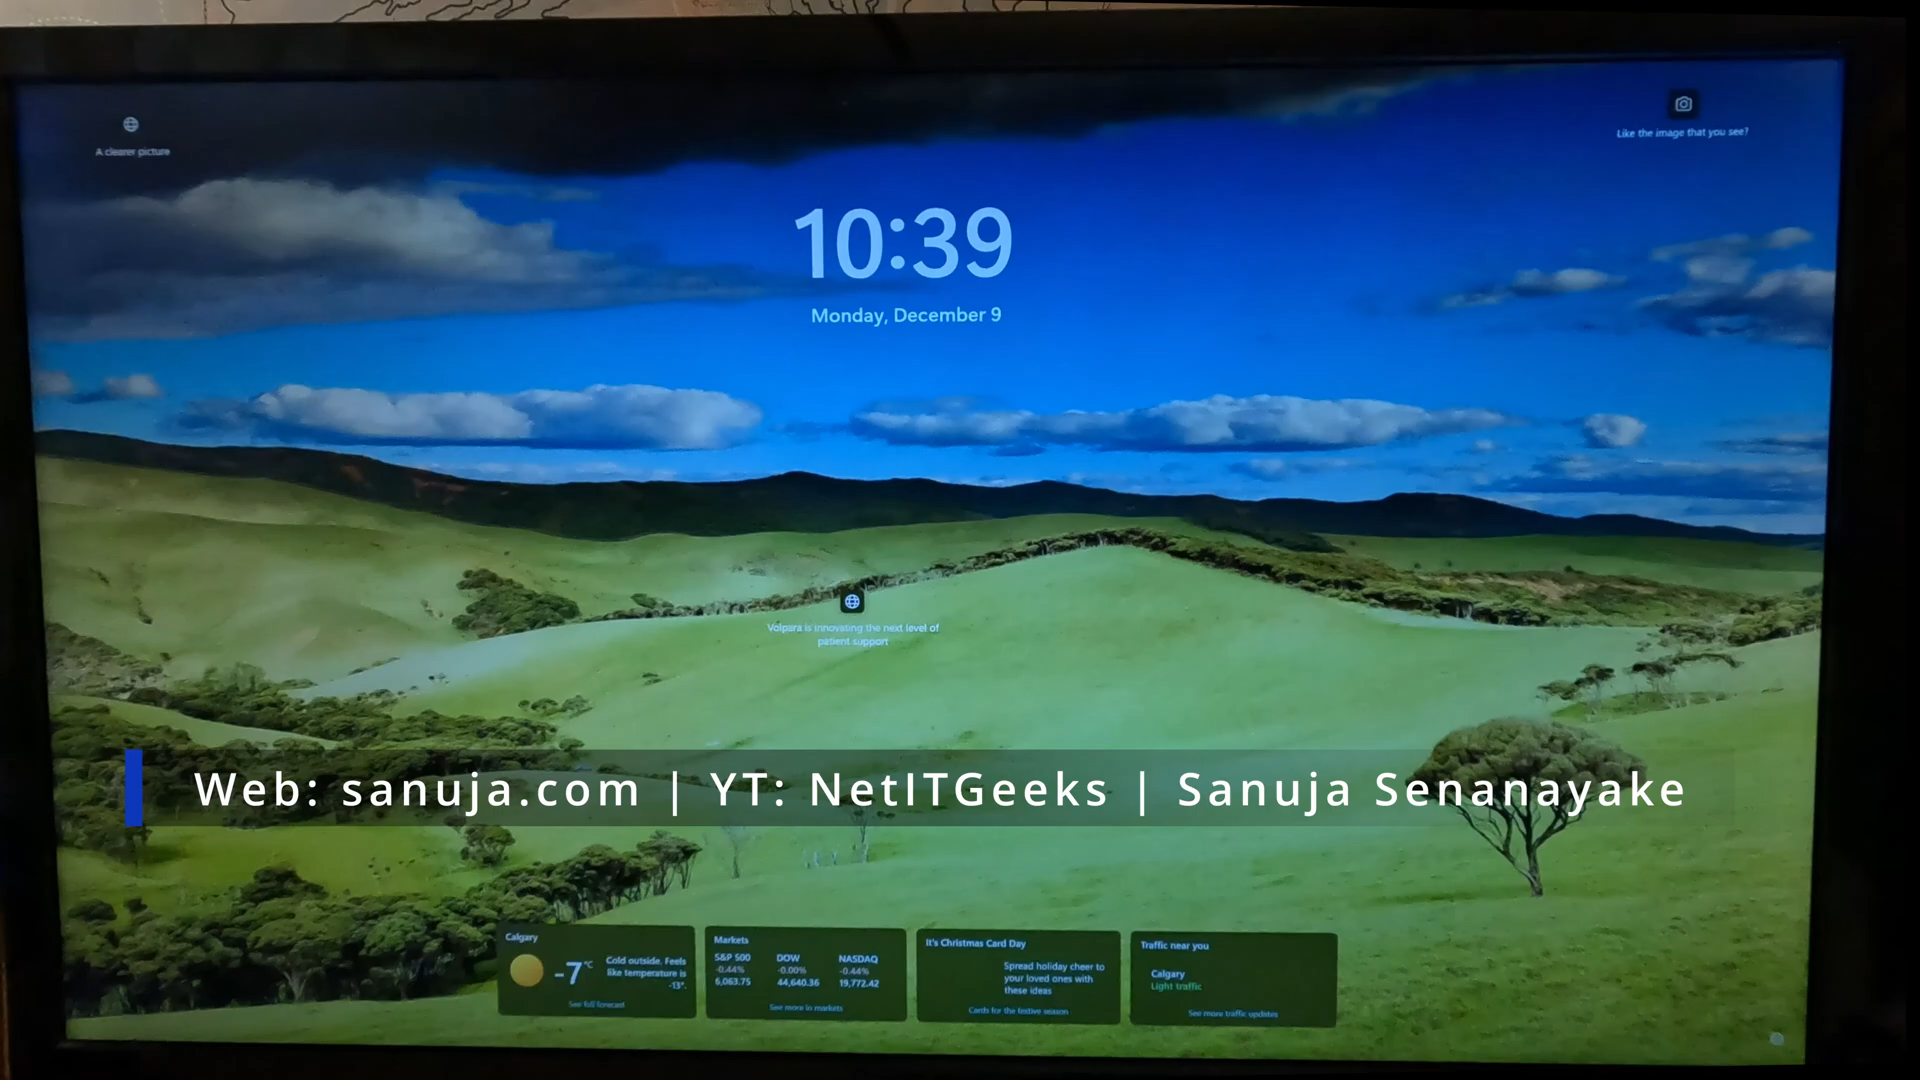 A clearer picture
Like the image that you see?
10:39
Monday, December 9
Volpara is innovating the next level of
patient support
Web: sanuja.com | YT: NetITGeeks | Sanuja Senanayake
Calgary
-7°C
Cold outside. Feels
like temperature is
-13°.
See full forecast
Markets
S&P 500 DOW NASDAQ
-0.44% -0.00% -0.44%
6,063.75 44,640.36 19,772.42
See more in markets
It's Christmas Card Day
Spread holiday cheer to
your loved ones with
these ideas
Cards for the festive season
Traffic near you
Calgary
Light traffic
See more traffic updates